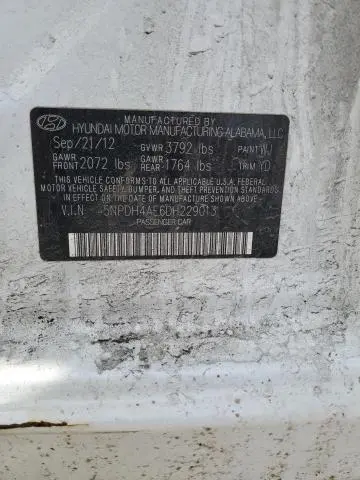 MANUFACTURED BY
HYUNDAI MOTOR MANUFACTURING ALABAMA, LLC
Sep/21/12 GVWR 3792 lbs PAINT WJ
GAWR FRONT 2072 lbs GAWR REAR 1764 lbs TRIM YD
THIS VEHICLE CONFORMS TO ALL APPLICABLE FEDERAL
MOTOR VEHICLE SAFETY, BUMPER, AND THEFT PREVENTION
STANDARDS IN EFFECT ON THE DATE OF MANUFACTURE
SHOWN ABOVE.
V.I.N. 5NPDH4AE6DH229013
PASSENGER CAR